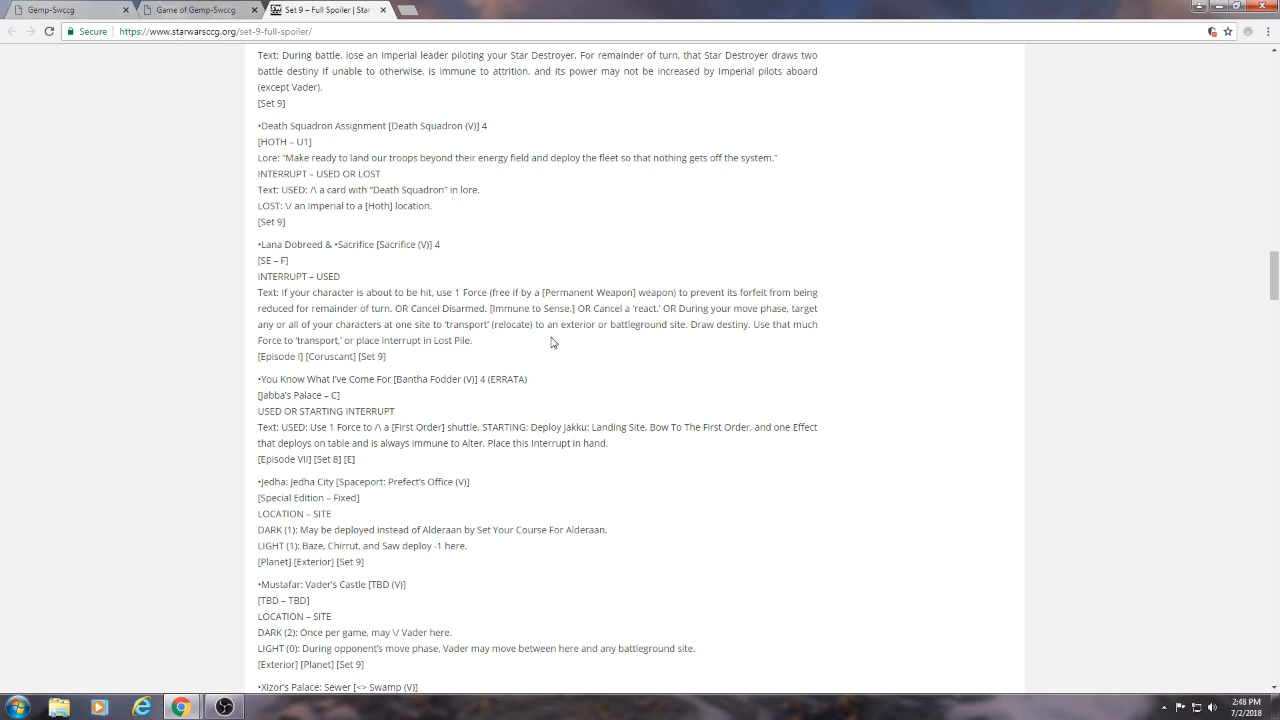 Gemp-Swccg
Game of Gemp-Swccg
Set 9 – Full Spoiler | Star
Secure
https://www.starwarsccg.org/set-9-full-spoiler/
Text: During battle, lose an Imperial leader piloting your Star Destroyer. For remainder of turn, that Star Destroyer draws two
battle destiny if unable to otherwise, is immune to attrition, and its power may not be increased by Imperial pilots aboard
(except Vader).
[Set 9]
•Death Squadron Assignment [Death Squadron (V)] 4
[HOTH – U1]
Lore: “Make ready to land our troops beyond their energy field and deploy the fleet so that nothing gets off the system.”
INTERRUPT – USED OR LOST
Text: USED: /\ a card with “Death Squadron” in lore.
LOST: \/ an Imperial to a [Hoth] location.
[Set 9]
•Lana Dobreed & •Sacrifice [Sacrifice (V)] 4
[SE – F]
INTERRUPT – USED
Text: If your character is about to be hit, use 1 Force (free if by a [Permanent Weapon] weapon) to prevent its forfeit from being
reduced for remainder of turn. OR Cancel Disarmed. [Immune to Sense.] OR Cancel a ‘react.’ OR During your move phase, target
any or all of your characters at one site to ‘transport’ (relocate) to an exterior or battleground site. Draw destiny. Use that much
Force to ‘transport,’ or place Interrupt in Lost Pile.
[Episode I] [Coruscant] [Set 9]
•You Know What I’ve Come For [Bantha Fodder (V)] 4 (ERRATA)
[Jabba’s Palace – C]
USED OR STARTING INTERRUPT
Text: USED: Use 1 Force to /\ a [First Order] shuttle. STARTING: Deploy Jakku: Landing Site, Bow To The First Order, and one Effect
that deploys on table and is always immune to Alter. Place this Interrupt in hand.
[Episode VII] [Set 8] [E]
•Jedha: Jedha City [Spaceport: Prefect’s Office (V)]
[Special Edition – Fixed]
LOCATION – SITE
DARK (1): May be deployed instead of Alderaan by Set Your Course For Alderaan.
LIGHT (1): Baze, Chirrut, and Saw deploy -1 here.
[Planet] [Exterior] [Set 9]
•Mustafar: Vader’s Castle [TBD (V)]
[TBD – TBD]
LOCATION – SITE
DARK (2): Once per game, may \/ Vader here.
LIGHT (0): During opponent’s move phase, Vader may move between here and any battleground site.
[Exterior] [Planet] [Set 9]
•Xizor’s Palace: Sewer [<> Swamp (V)]
2:48 PM
7/2/2018